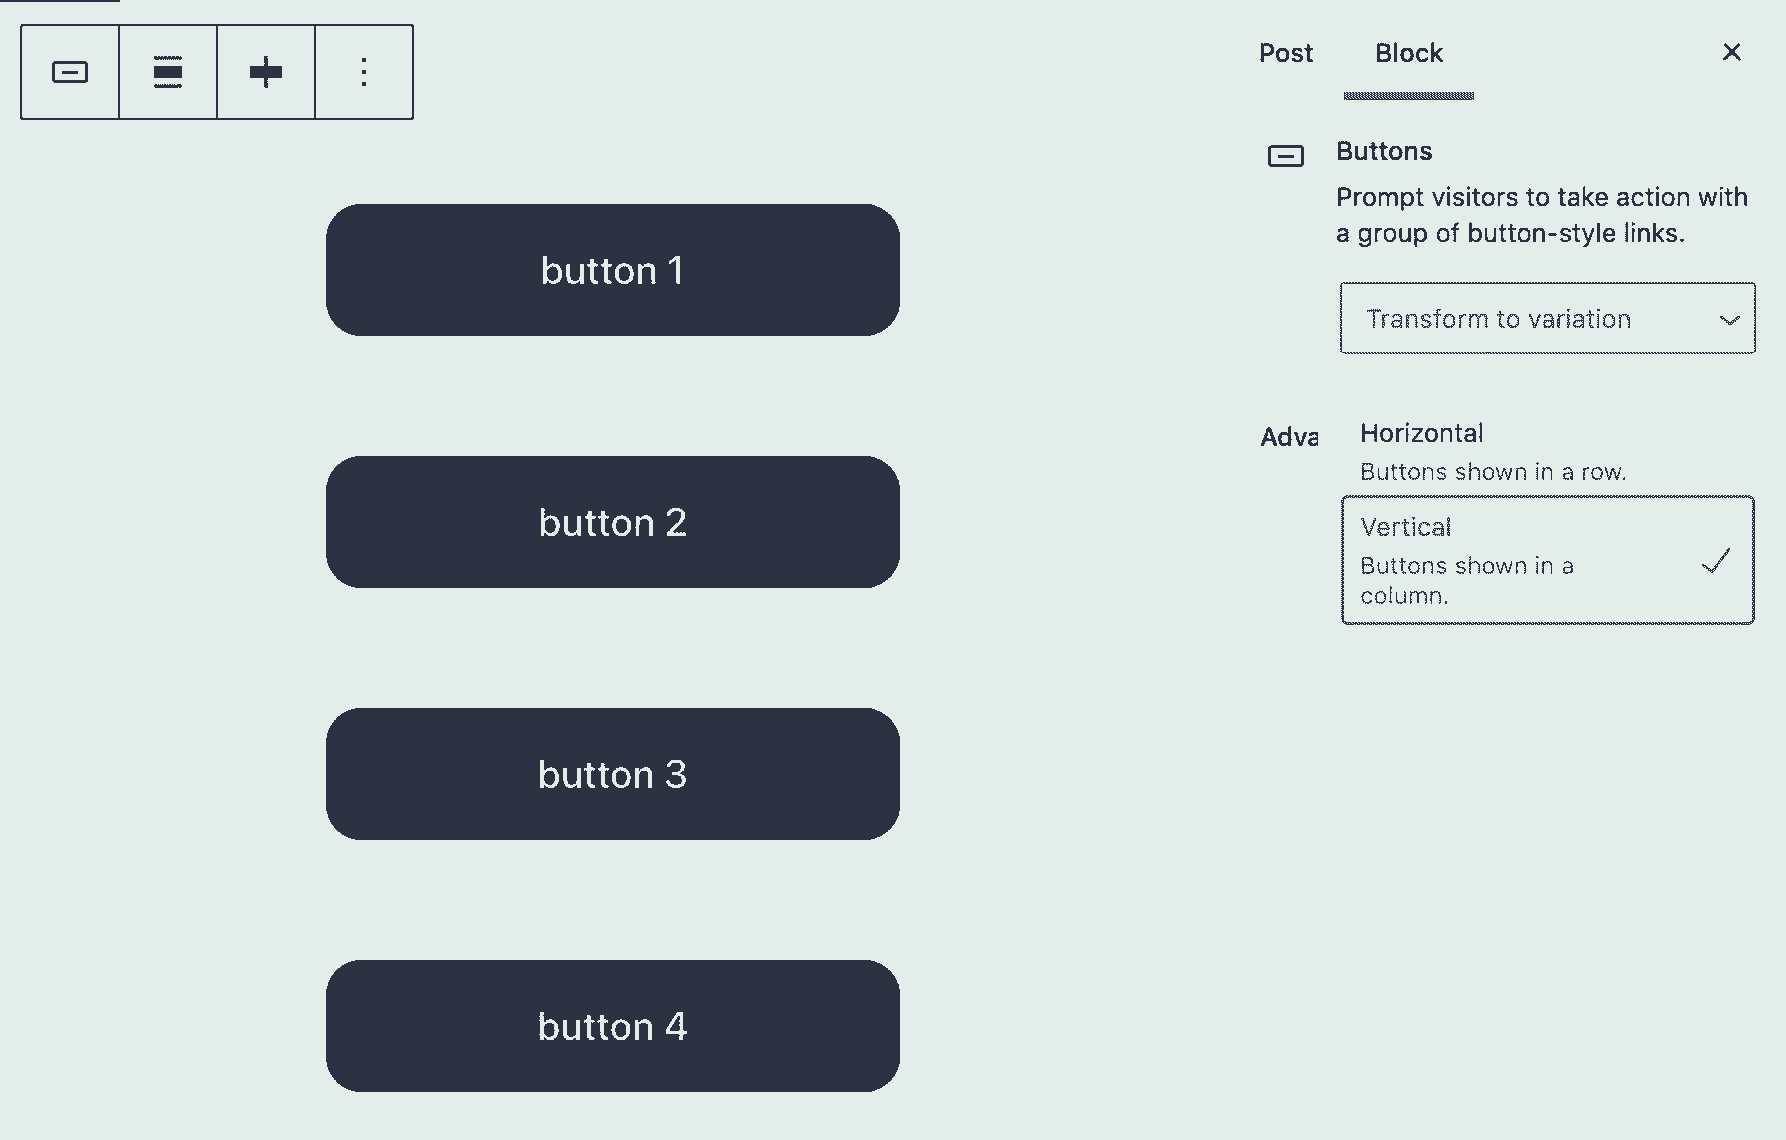 Post
Block
Buttons
Prompt visitors to take action with
a group of button-style links.
Transform to variation
Adva
Horizontal
Buttons shown in a row.
Vertical
Buttons shown in a
column.
button 1
button 2
button 3
button 4